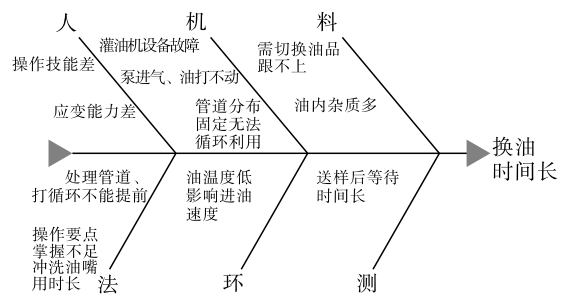 人
机
料
灌油机设备故障
操作技能差
泵进气、油打不动
需切换油品
跟不上
应变能力差
管道分布
固定无法
循环利用
油内杂质多
换油
时间长
处理管道、
打循环不能提前
油温度低
影响进油
速度
送样后等待
时间长
操作要点
掌握不足
冲洗油嘴
用时长
法
环
测